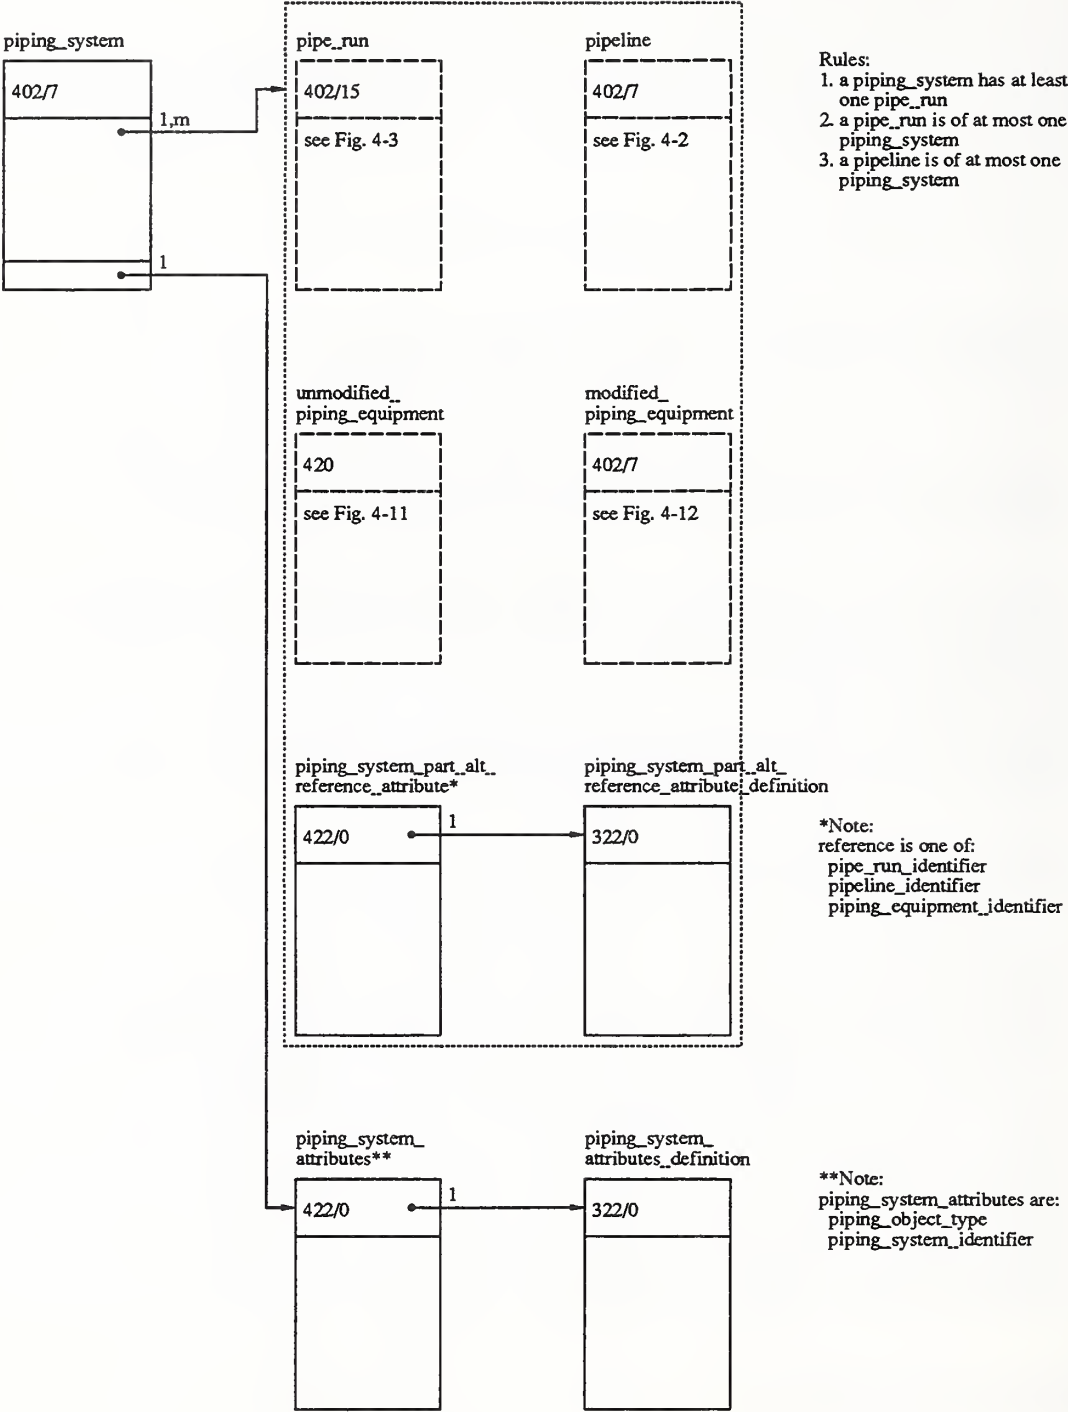 piping_system
402/7
1,m
1
pipe_run
402/15
see Fig. 4-3
pipeline
402/7
see Fig. 4-2
Rules:
1. a piping_system has at least
one pipe_run
2. a pipe_run is of at most one
piping_system
3. a pipeline is of at most one
piping_system
unmodified_
piping_equipment
420
see Fig. 4-11
modified_
piping_equipment
402/7
see Fig. 4-12
piping_system_part_alt_
reference_attribute*
422/0
1
piping_system_part_alt_
reference_attribute_definition
322/0
*Note:
reference is one of:
pipe_run_identifier
pipeline_identifier
piping_equipment_identifier
piping_system_
attributes**
422/0
1
piping_system_
attributes_definition
322/0
**Note:
piping_system_attributes are:
piping_object_type
piping_system_identifier